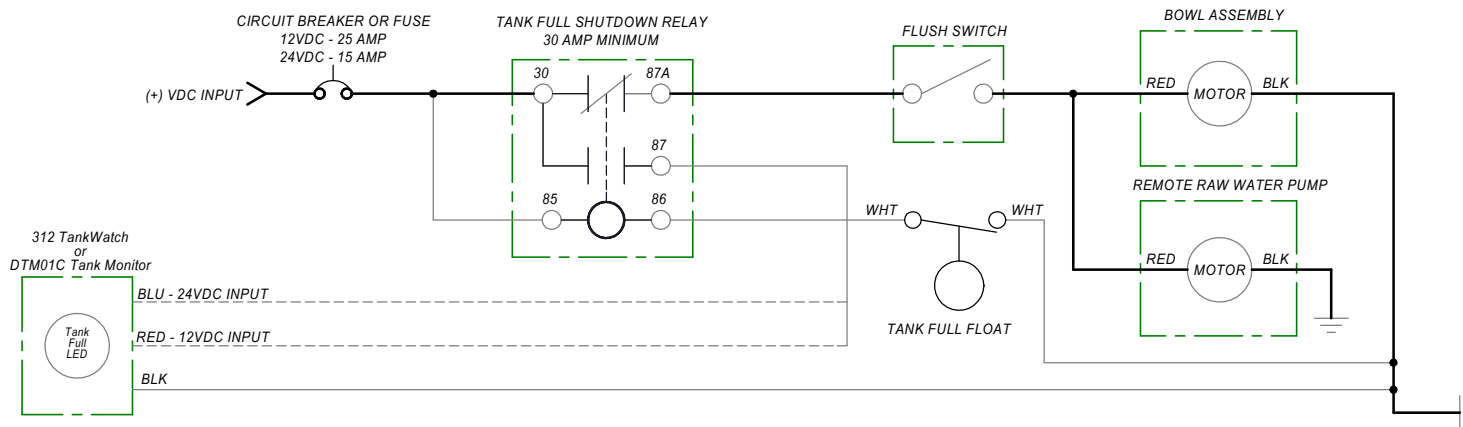 CIRCUIT BREAKER OR FUSE
12VDC - 25 AMP
24VDC - 15 AMP
TANK FULL SHUTDOWN RELAY
30 AMP MINIMUM
FLUSH SWITCH
BOWL ASSEMBLY
(+) VDC INPUT
30
87A
RED
MOTOR
BLK
87
85
86
WHT
WHT
TANK FULL FLOAT
REMOTE RAW WATER PUMP
RED
MOTOR
BLK
312 TankWatch
or
DTM01C Tank Monitor
Tank
Full
LED
BLU - 24VDC INPUT
RED - 12VDC INPUT
BLK